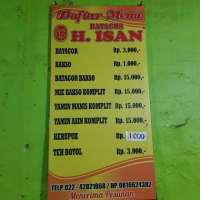 Daftar Menu
BATAGOR
H. ISAN
BATAGOR Rp. 3.000,-
BAKSO Rp. 1.000,-
BATAGOR BAKSO Rp. 15.000,-
MIE BAKSO KOMPLIT Rp. 15.000,-
YAMIN MANIS KOMPLIT Rp. 15.000,-
YAMIN ASIN KOMPLIT Rp. 15.000,-
KERUPUK Rp. 1000
TEH BOTOL Rp. 3.000,-
TELP. 022 - 42821068 / HP. 0816624382
Menerima Pesanan